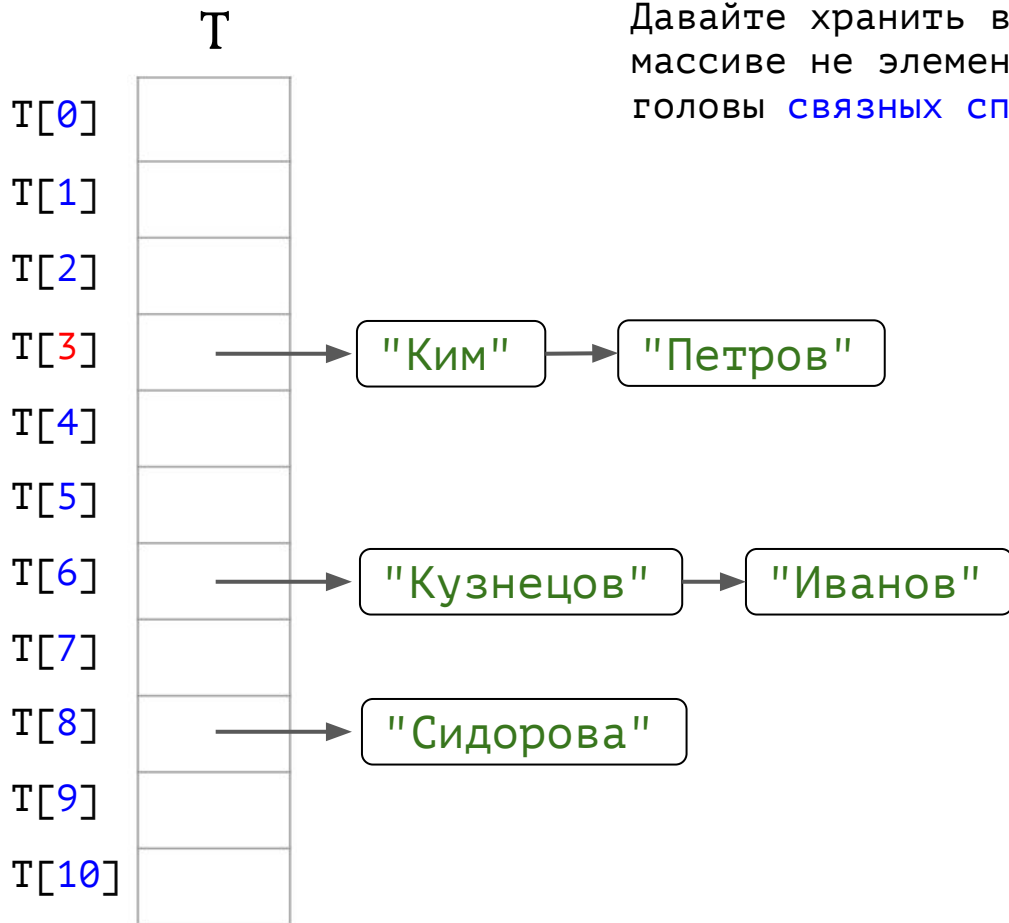 T
Давайте хранить в
массиве не элемен
головы связных сп
T[0]
T[1]
T[2]
T[3] "Ким" "Петров"
T[4]
T[5]
T[6] "Кузнецов" "Иванов"
T[7]
T[8] "Сидорова"
T[9]
T[10]